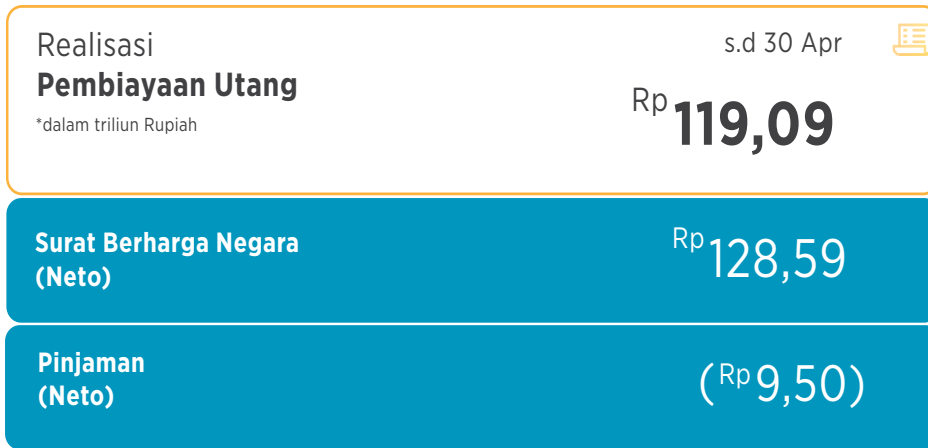 Realisasi
Pembiayaan Utang
*dalam triliun Rupiah
s.d 30 Apr
Rp 119,09
Surat Berharga Negara
(Neto)
Rp 128,59
Pinjaman
(Neto)
(Rp 9,50)